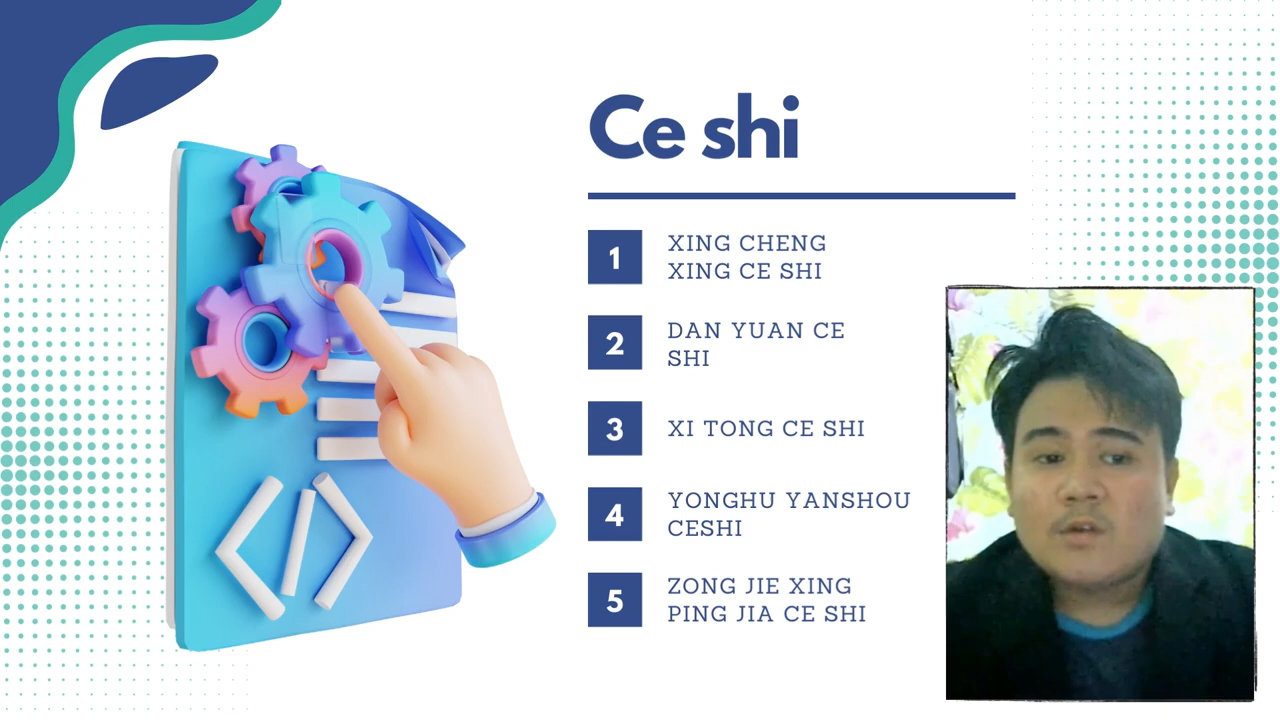 Ce shi
1
XING CHENG
XING CE SHI
2
DAN YUAN CE
SHI
3
XI TONG CE SHI
4
YONGHU YANSHOU
CESHI
5
ZONG JIE XING
PING JIA CE SHI